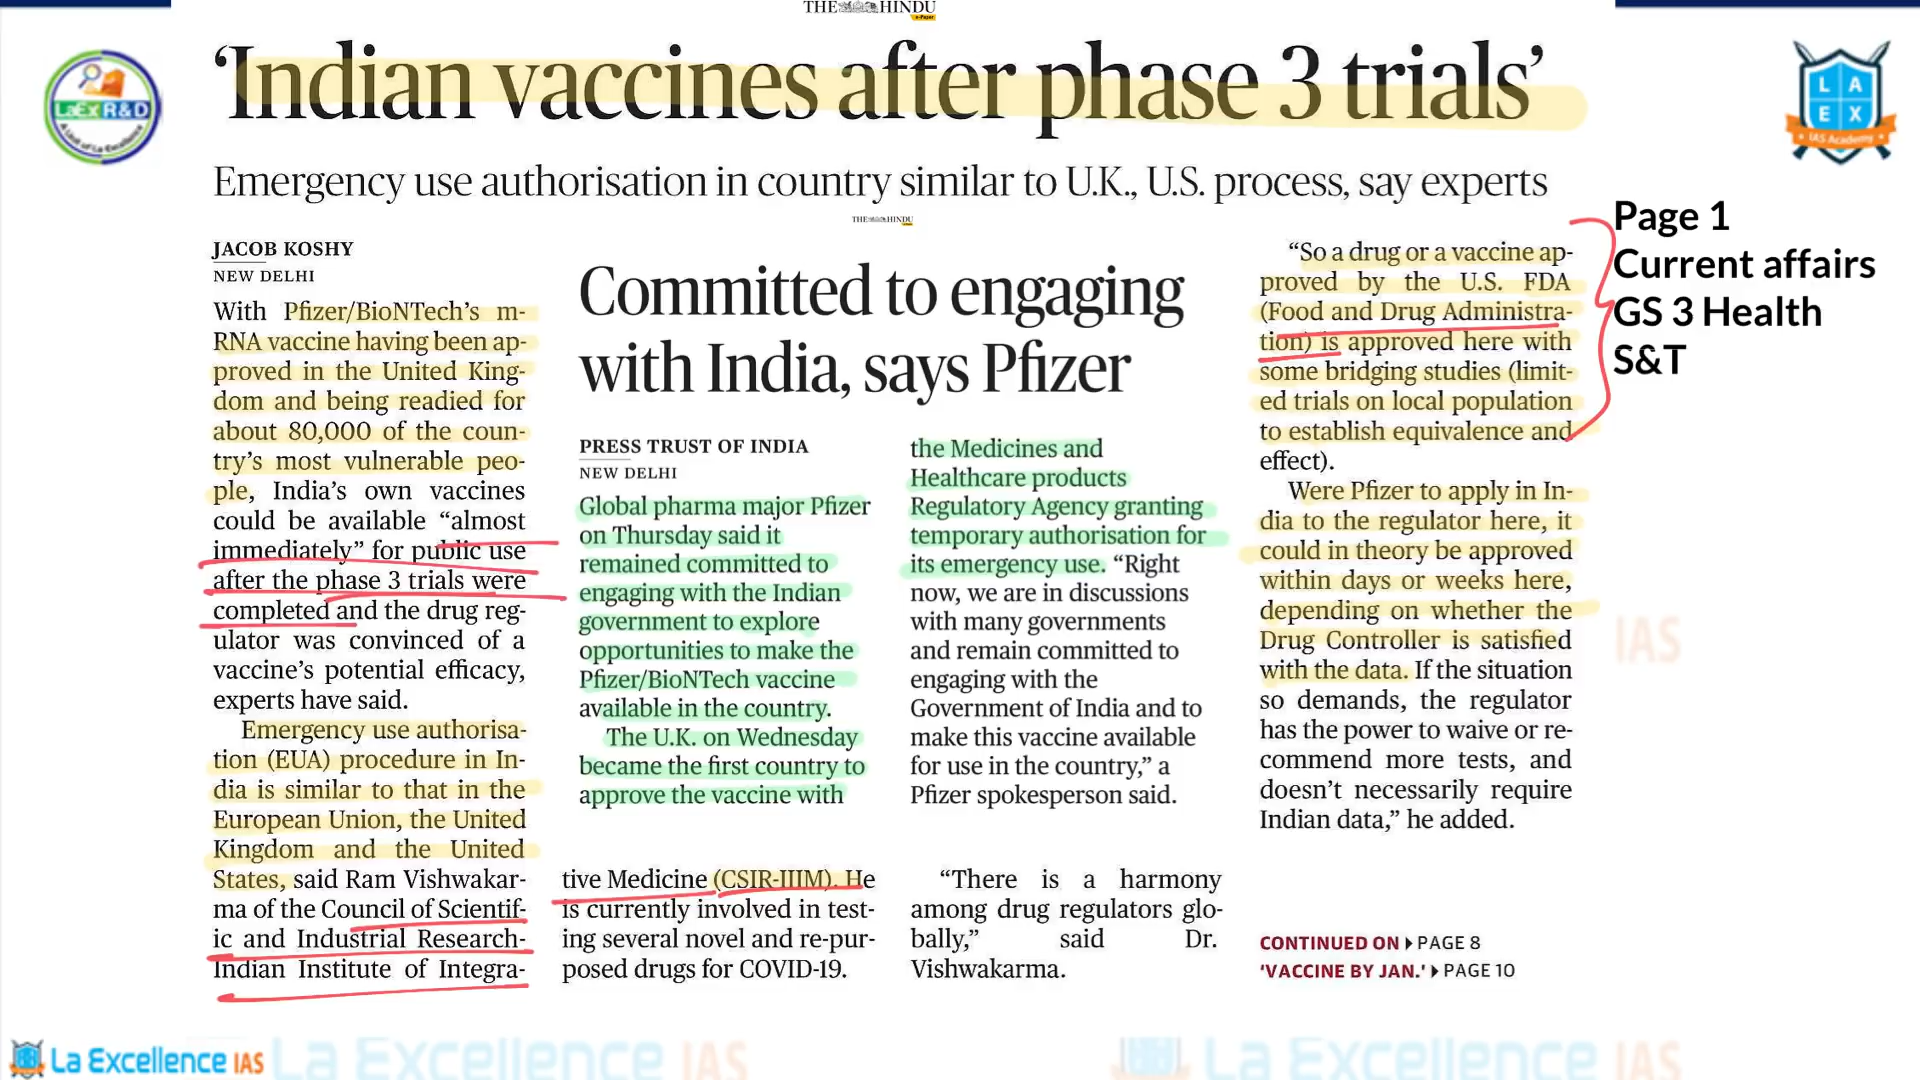 THE HINDU
e-Paper
‘Indian vaccines after phase 3 trials’
Emergency use authorisation in country similar to U.K., U.S. process, say experts
THE HINDU
JACOB KOSHY
NEW DELHI
With Pfizer/BioNTech’s m-
RNA vaccine having been ap-
proved in the United King-
dom and being readied for
about 80,000 of the coun-
try’s most vulnerable peo-
ple, India’s own vaccines
could be available “almost
immediately” for public use
after the phase 3 trials were
completed and the drug reg-
ulator was convinced of a
vaccine’s potential efficacy,
experts have said.
Emergency use authorisa-
tion (EUA) procedure in In-
dia is similar to that in the
European Union, the United
Kingdom and the United
States, said Ram Vishwakar-
ma of the Council of Scientif-
ic and Industrial Research-
Indian Institute of Integra-
tive Medicine (CSIR-IIIM). He
is currently involved in test-
ing several novel and re-pur-
posed drugs for COVID-19.
“There is a harmony
among drug regulators glo-
bally,” said Dr.
Vishwakarma.
“So a drug or a vaccine ap-
proved by the U.S. FDA
(Food and Drug Administra-
tion) is approved here with
some bridging studies (limit-
ed trials on local population
to establish equivalence and
effect).
Were Pfizer to apply in In-
dia to the regulator here, it
could in theory be approved
within days or weeks here,
depending on whether the
Drug Controller is satisfied
with the data. If the situation
so demands, the regulator
has the power to waive or re-
commend more tests, and
doesn’t necessarily require
Indian data,” he added.
CONTINUED ON PAGE 8
‘VACCINE BY JAN.’ PAGE 10
Committed to engaging
with India, says Pfizer
PRESS TRUST OF INDIA
NEW DELHI
Global pharma major Pfizer
on Thursday said it
remained committed to
engaging with the Indian
government to explore
opportunities to make the
Pfizer/BioNTech vaccine
available in the country.
The U.K. on Wednesday
became the first country to
approve the vaccine with
the Medicines and
Healthcare products
Regulatory Agency granting
temporary authorisation for
its emergency use. “Right
now, we are in discussions
with many governments
and remain committed to
engaging with the
Government of India and to
make this vaccine available
for use in the country,” a
Pfizer spokesperson said.
Page 1
Current affairs
GS 3 Health
S&T
LaEx R&D
A Unit of La Excellence
L A
E X
IAS Academy
IAS
La Excellence IAS
La Excellence IAS
La Excellence IAS